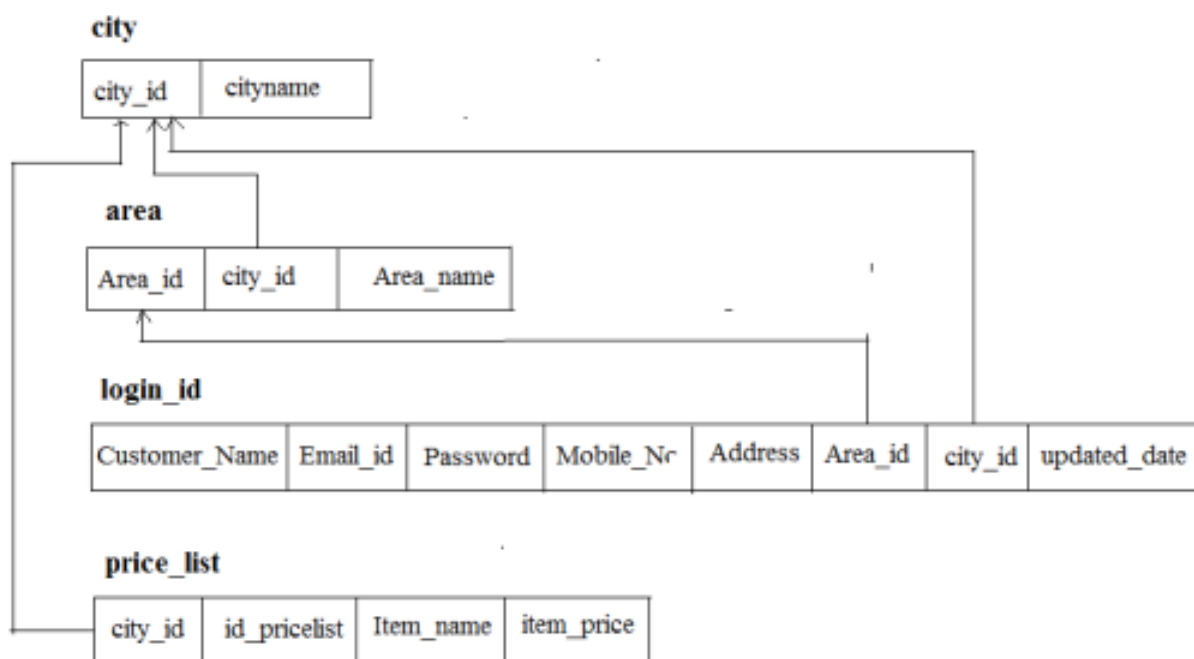 city
city_id cityname
area
Area_id city_id Area_name
login_id
Customer_Name Email_id Password Mobile_Nc Address Area_id city_id updated_date
price_list
city_id id_pricelist Item_name item_price